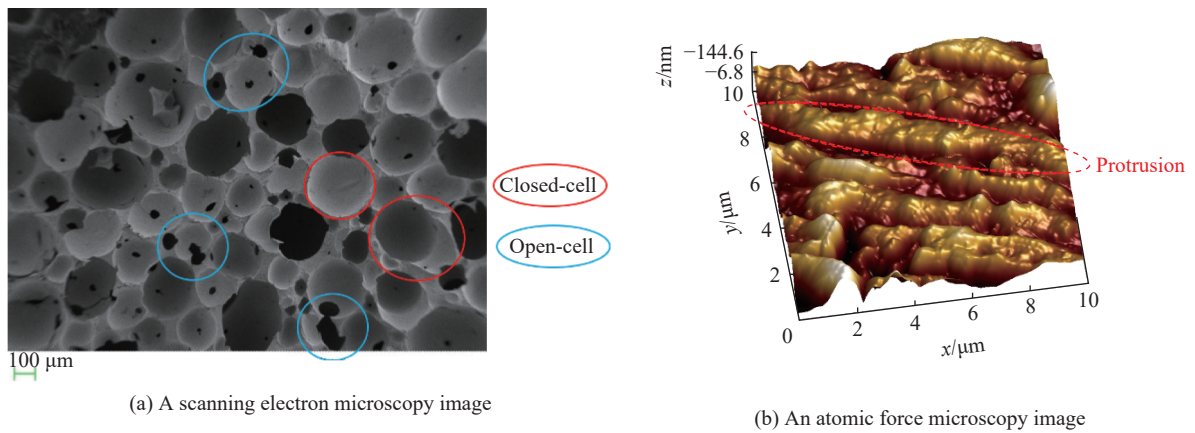 Closed-cell
Open-cell
100 μm
(a) A scanning electron microscopy image
z/nm
−144.6
−6.8
10
8
6
4
2
y/μm
0
2
4
6
8
10
x/μm
Protrusion
(b) An atomic force microscopy image